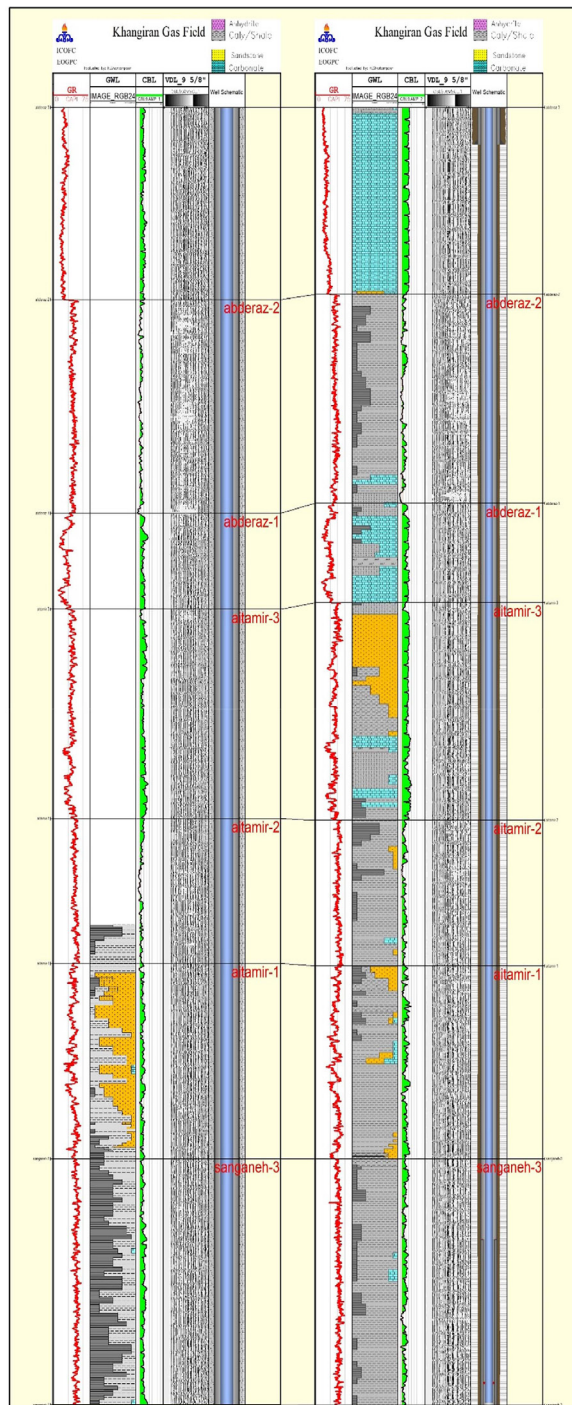 Khangiran Gas Field
ICOFC
EOGPC
Anhydrite
Caly/Shale
Sandstone
Carbonate
GWL CBL VDL_9 5/8"
GR
IMAGE_RGB24
Well Schematic
Khangiran Gas Field
ICOFC
EOGPC
Anhydrite
Caly/Shale
Sandstone
Carbonate
GWL CBL VDL_9 5/8"
GR
IMAGE_RGB24
Well Schematic
abderaz-2
abderaz-2
abderaz-1
abderaz-1
aitamir-3
aitamir-3
aitamir-2
aitamir-2
aitamir-1
aitamir-1
sanganeh-3
sanganeh-3